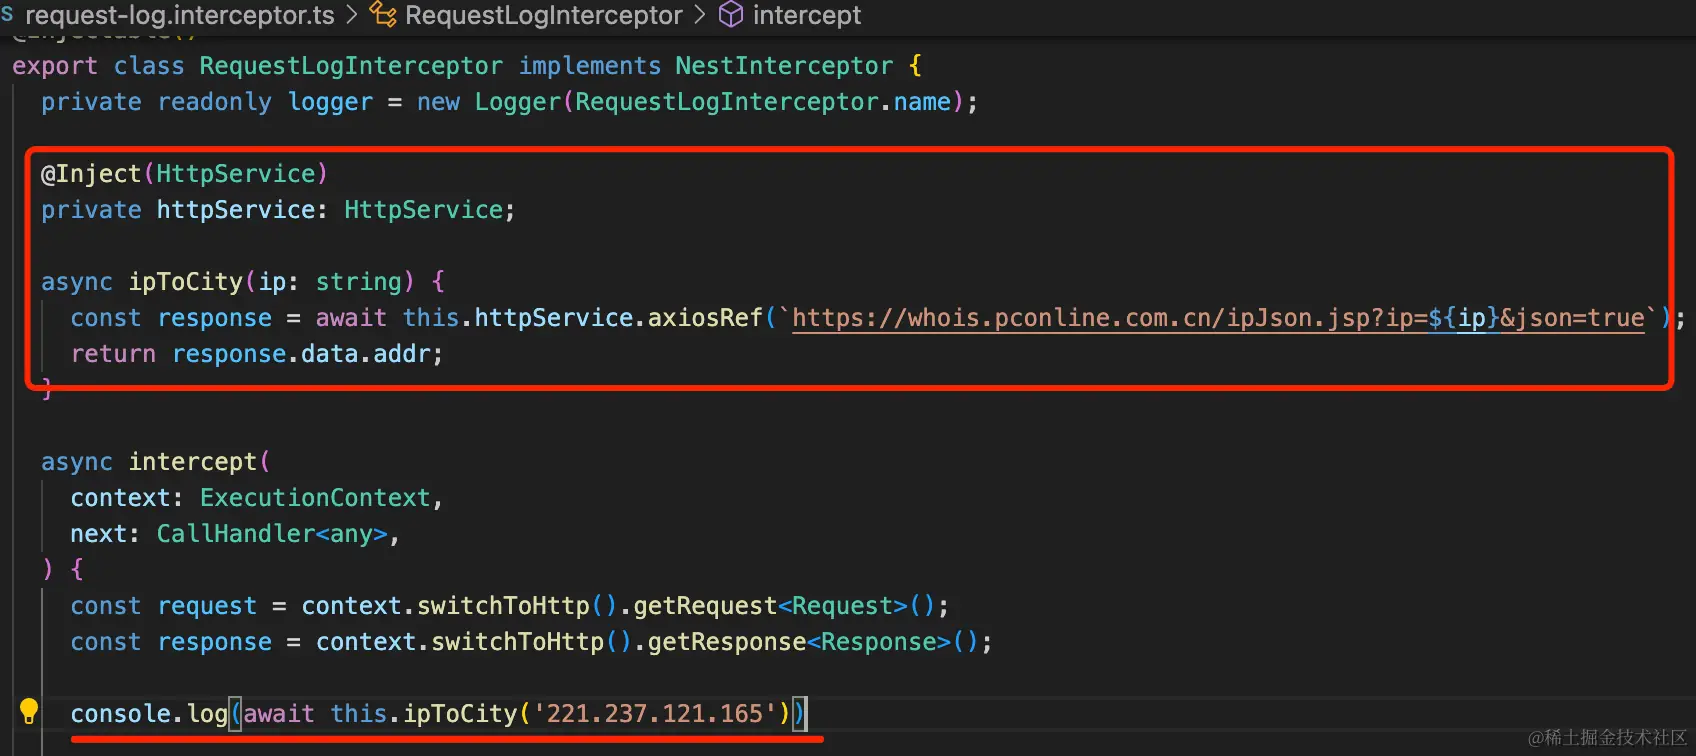 request-log.interceptor.ts > RequestLogInterceptor > intercept
export class RequestLogInterceptor implements NestInterceptor {
private readonly logger = new Logger(RequestLogInterceptor.name);
@Inject(HttpService)
private httpService: HttpService;
async ipToCity(ip: string) {
const response = await this.httpService.axiosRef(`https://whois.pconline.com.cn/ipJson.jsp?ip=${ip}&json=true`);
return response.data.addr;
}
async intercept(
context: ExecutionContext,
next: CallHandler<any>,
) {
const request = context.switchToHttp().getRequest<Request>();
const response = context.switchToHttp().getResponse<Response>();
console.log(await this.ipToCity('221.237.121.165'))
@稀土掘金技术社区